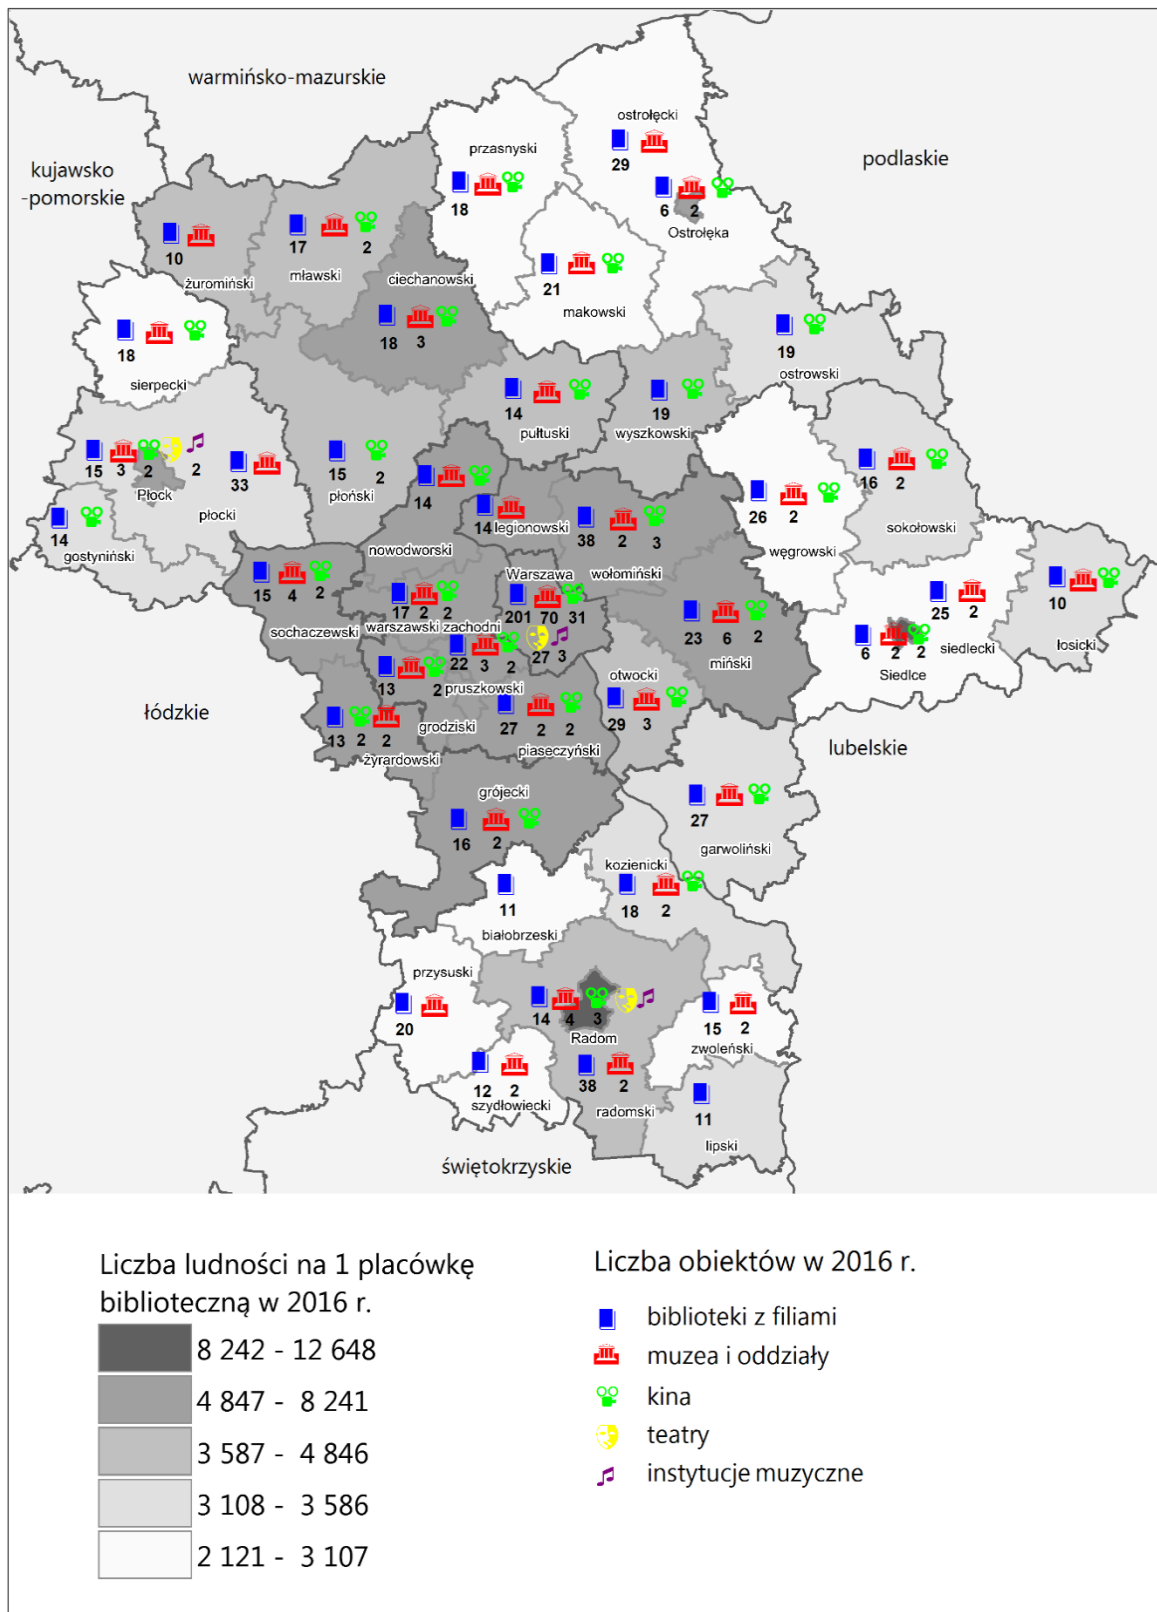 warmińsko-mazurskie
kujawsko
-pomorskie
podlaskie
ostrołęcki
29
przasnyski
18
6 2
Ostrołęka
10
żuromiński
17 2
mławski
ciechanowski
18 3
21
makowski
18
sierpecki
19
ostrowski
14
pułtuski
19
wyszkowski
15 3 2 2
Płock
33
płocki
15 2
płoński
14
gostyniński
14
nowodworski
14
legionowski
38 2 3
wołomiński
26 2
węgrowski
16 2
sokołowski
15 4 2
sochaczewski
17 2 2
warszawski zachodni
Warszawa
201 70 31
27 3
23 6 2
miński
25 2
siedlecki
6 2 2
Siedlce
10
łosicki
22 3 2
pruszkowski
13 2
grodziski
otwocki
29 3
łódzkie
13 2 2
żyrardowski
27 2 2
piaseczyński
lubelskie
grójecki
16 2
27
garwoliński
kozienicki
18 2
11
białobrzeski
przysuski
20
14 4 3
Radom
15 2
zwoleński
12 2
szydłowiecki
38 2
radomski
11
lipski
świętokrzyskie
Liczba ludności na 1 placówkę
biblioteczną w 2016 r.
8 242 - 12 648
4 847 - 8 241
3 587 - 4 846
3 108 - 3 586
2 121 - 3 107
Liczba obiektów w 2016 r.
biblioteki z filiami
muzea i oddziały
kina
teatry
instytucje muzyczne